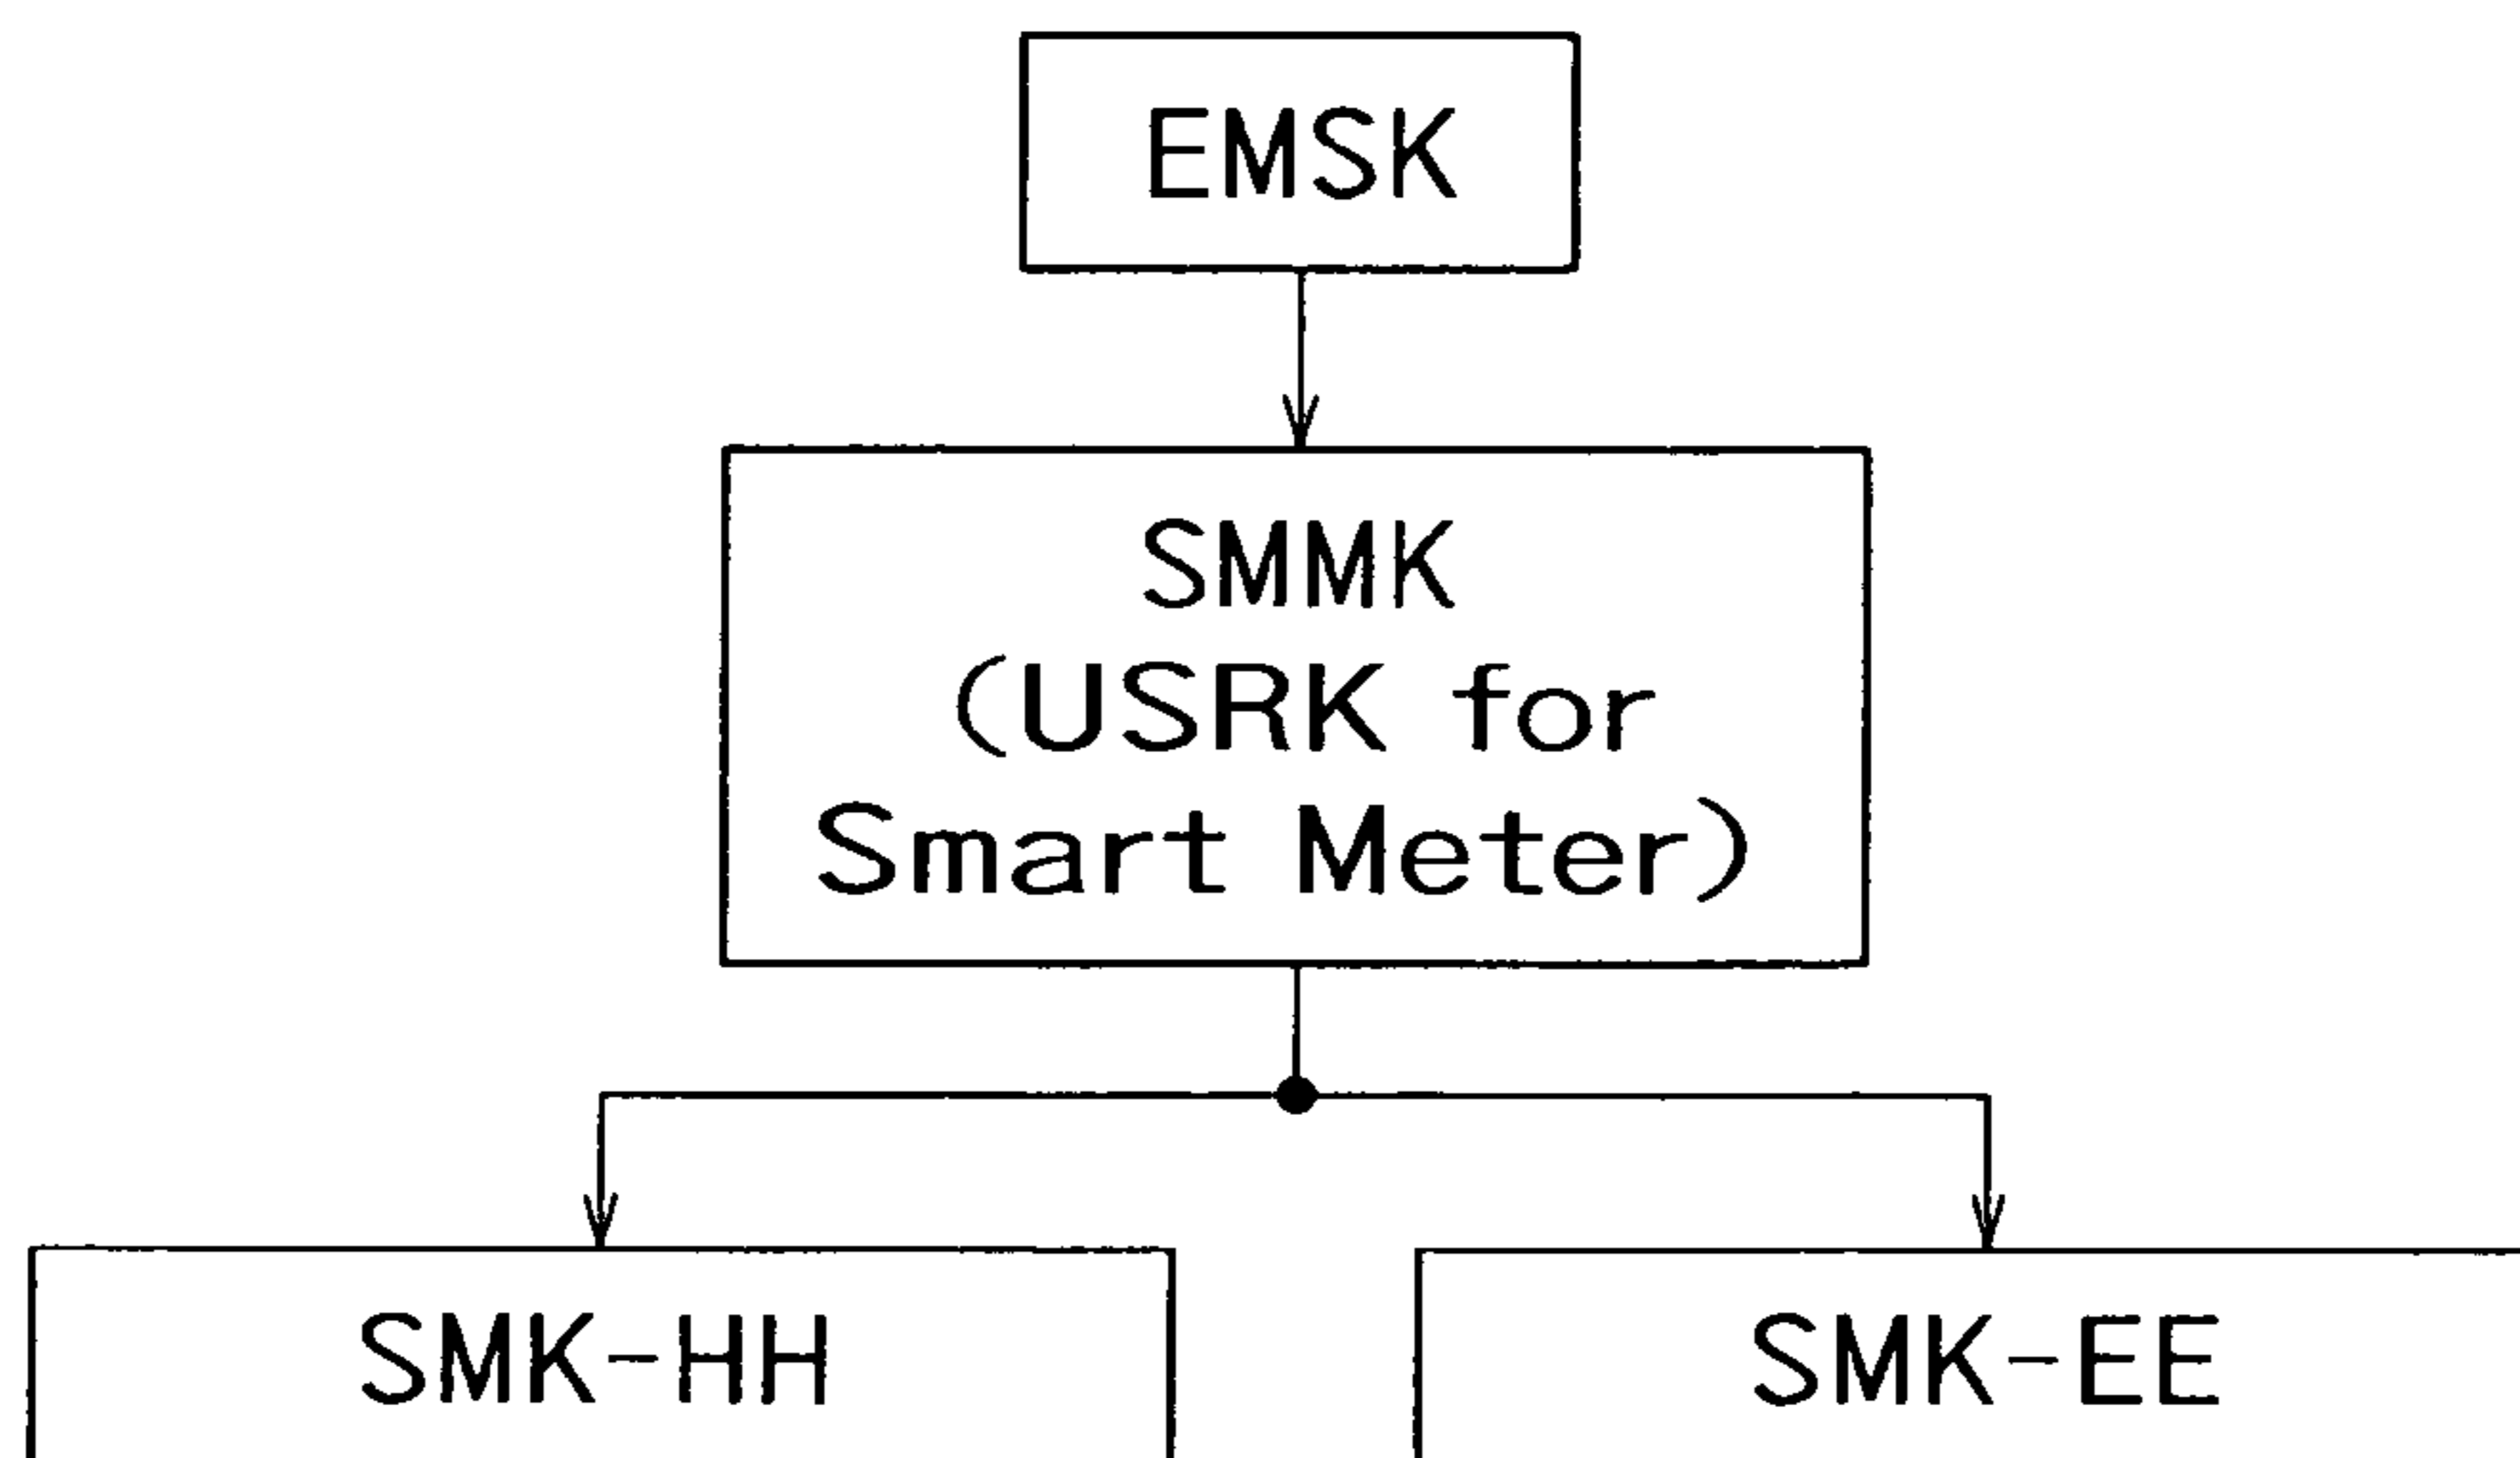 EMSK
SMMK
(USRK for
Smart Meter)
SMK-HH
SMK-EE